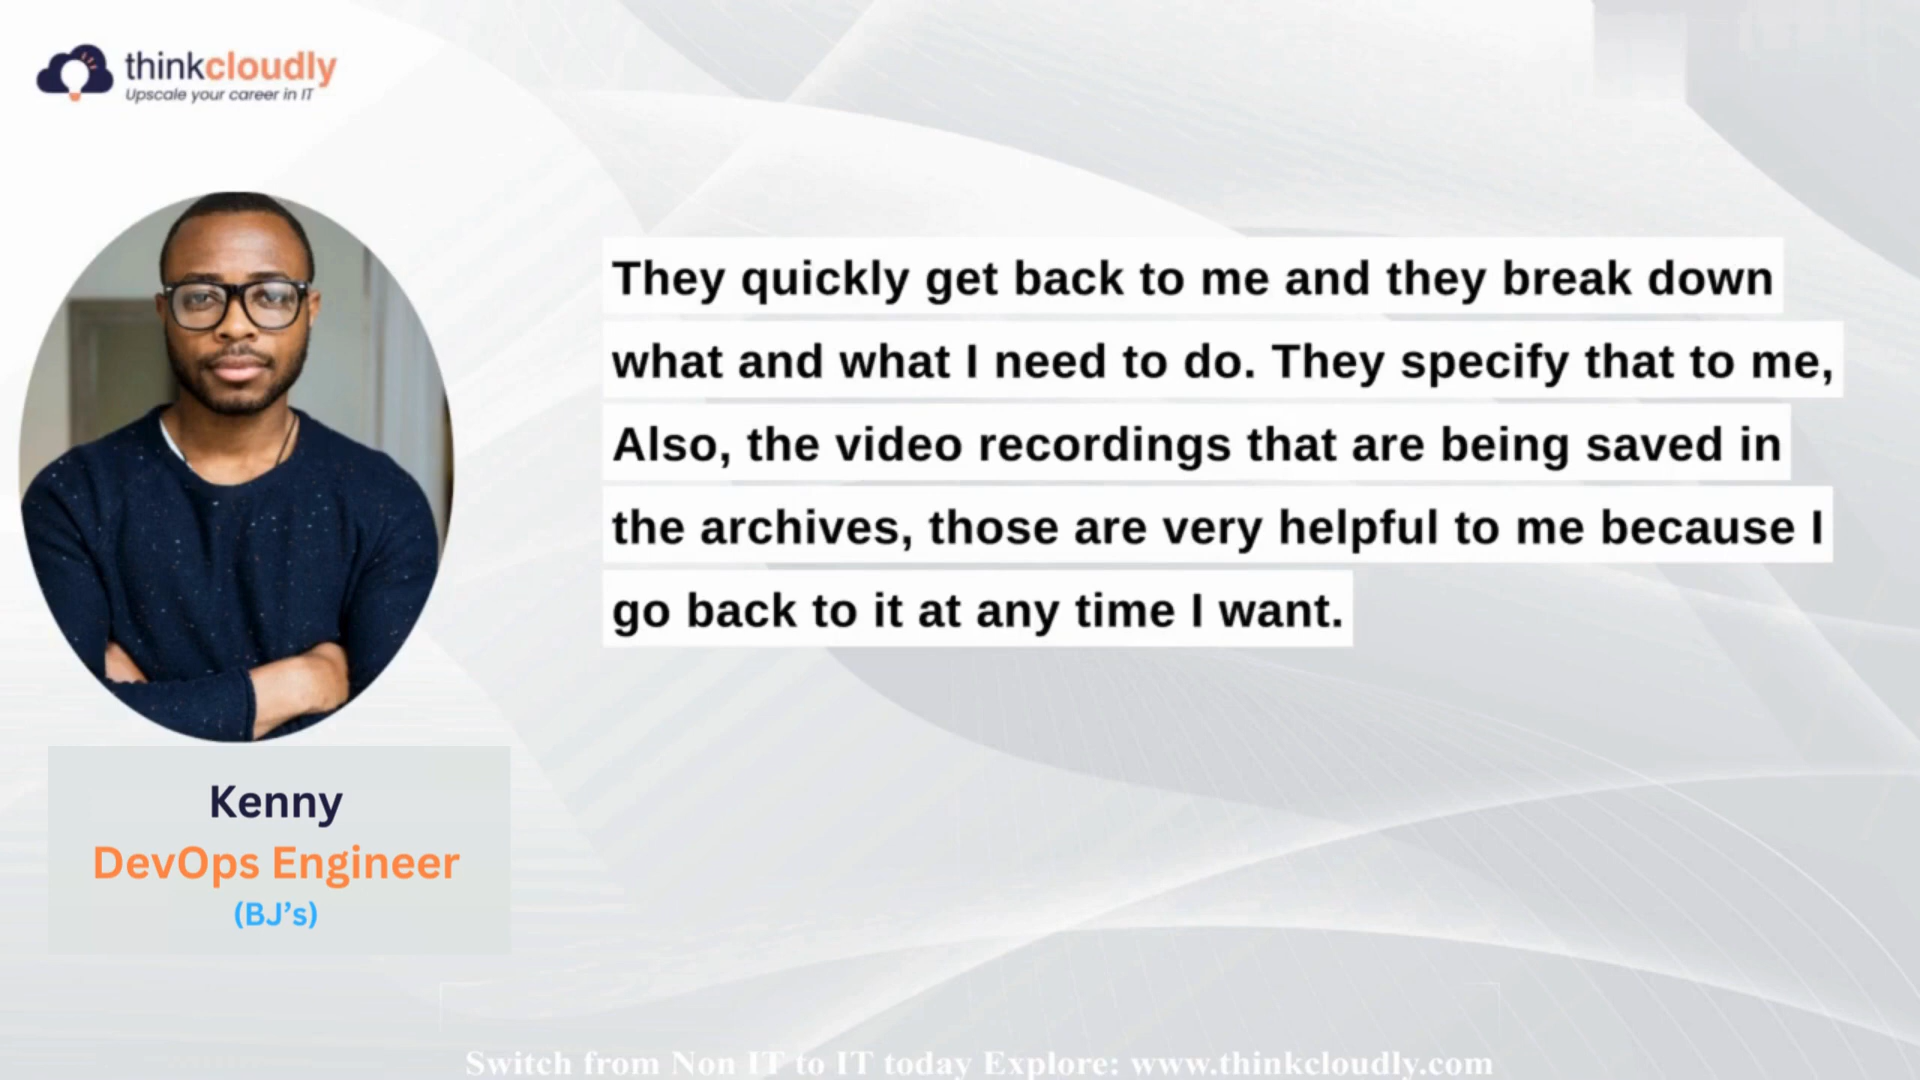 thinkcloudly
Upscale your career in IT
They quickly get back to me and they break down
what and what I need to do. They specify that to me,
Also, the video recordings that are being saved in
the archives, those are very helpful to me because I
go back to it at any time I want.
Kenny
DevOps Engineer
(BJ’s)
Switch from Non IT to IT today Explore: www.thinkcloudly.com